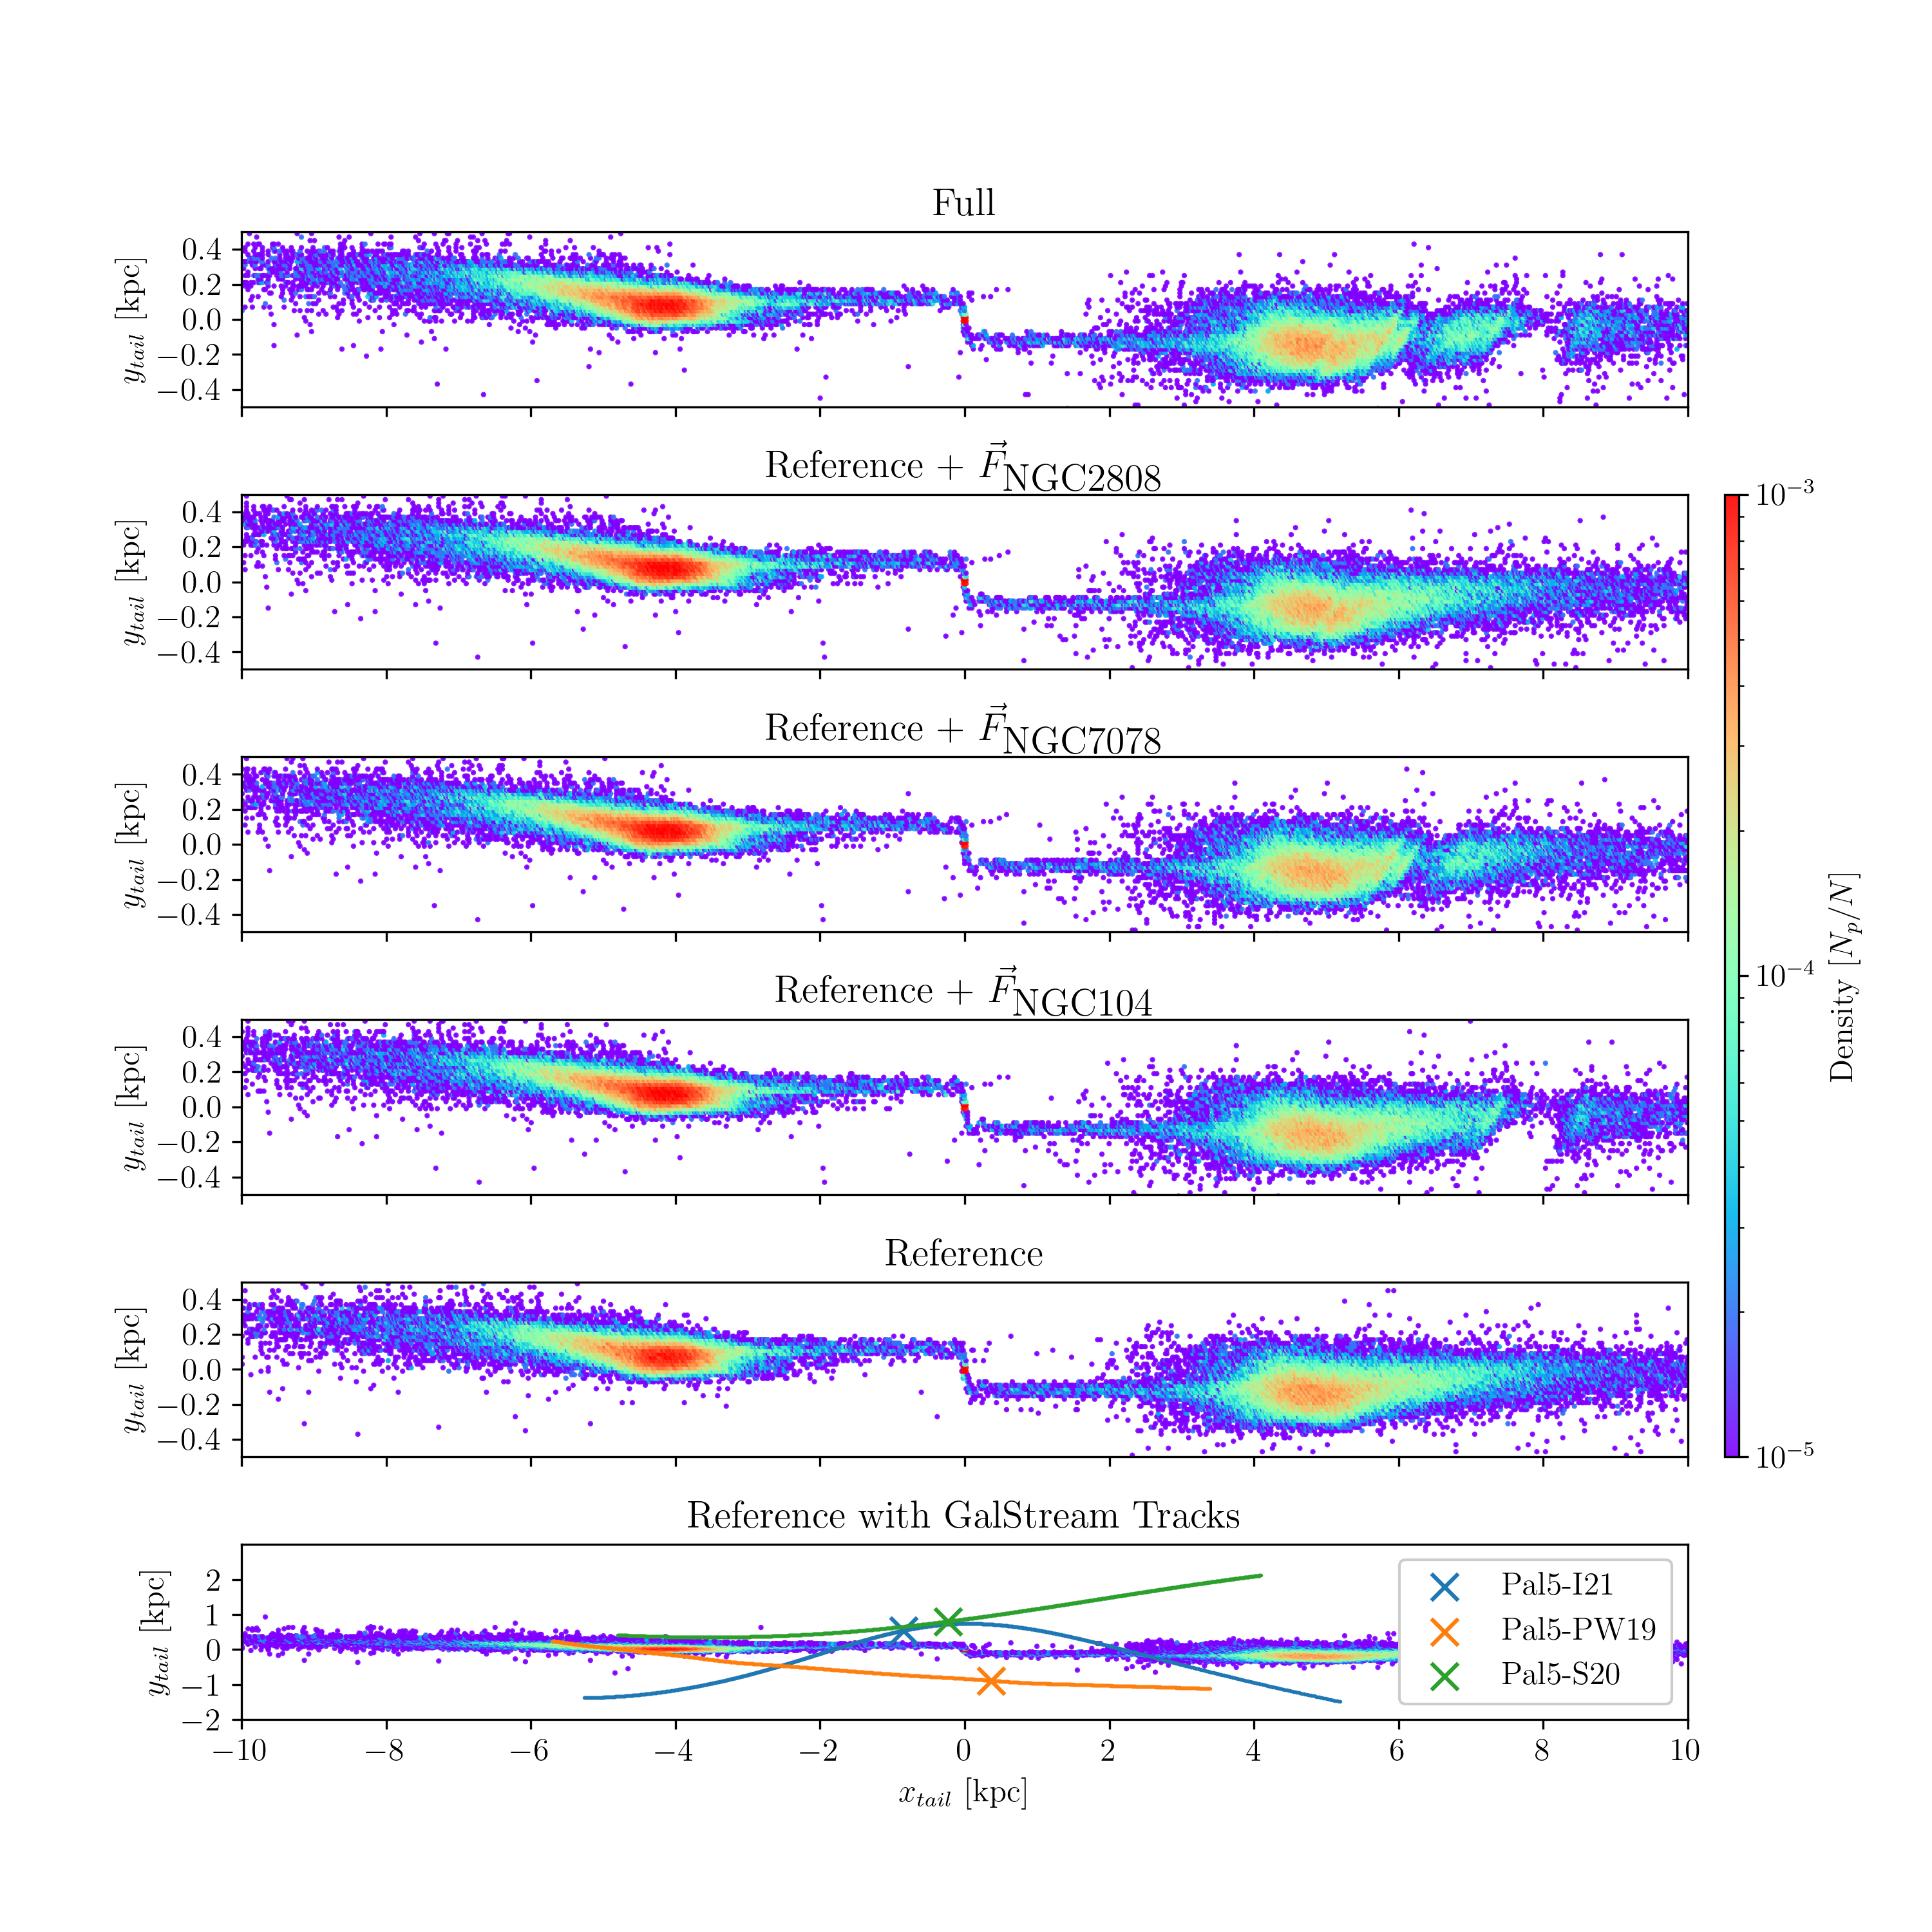 Full
0.4
0.2
0.0
−0.2
−0.4
y_tail [kpc]
Reference + F⃗_NGC2808
0.4
0.2
0.0
−0.2
−0.4
y_tail [kpc]
Reference + F⃗_NGC7078
0.4
0.2
0.0
−0.2
−0.4
y_tail [kpc]
Reference + F⃗_NGC104
0.4
0.2
0.0
−0.2
−0.4
y_tail [kpc]
Reference
0.4
0.2
0.0
−0.2
−0.4
y_tail [kpc]
10⁻³
10⁻⁴
10⁻⁵
Density [N_p/N]
Reference with GalStream Tracks
2
1
0
−1
−2
y_tail [kpc]
Pal5-I21
Pal5-PW19
Pal5-S20
−10 −8 −6 −4 −2 0 2 4 6 8 10
x_tail [kpc]